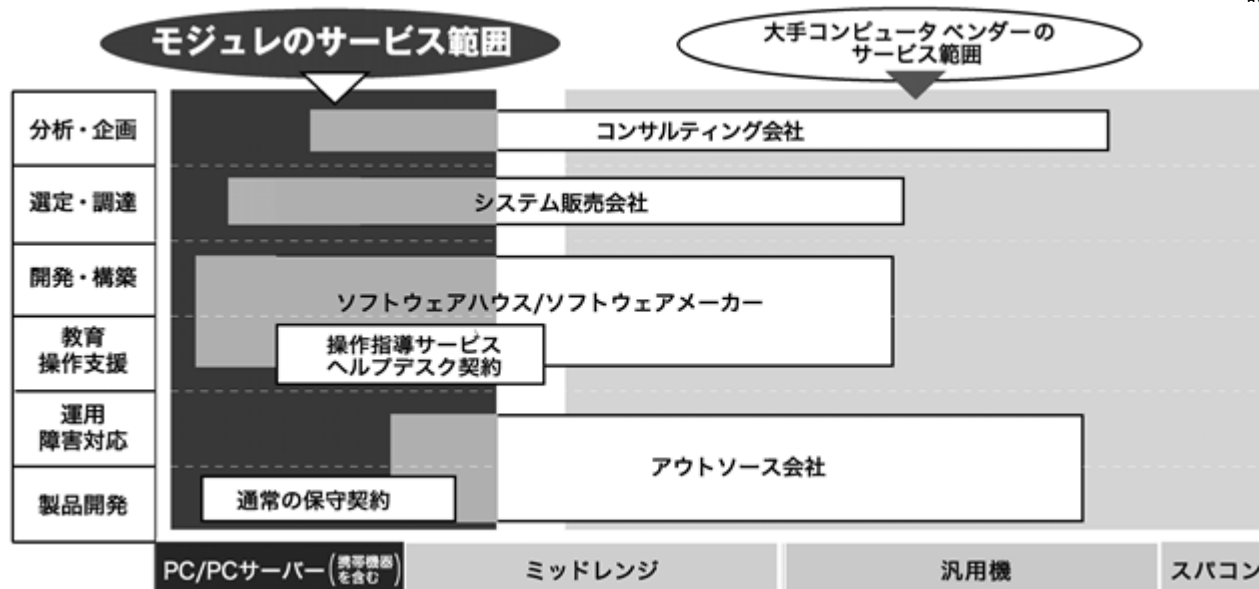 モジュレのサービス範囲
大手コンピュータ ベンダーの
サービス範囲
分析・企画
コンサルティング会社
選定・調達
システム販売会社
開発・構築
ソフトウェアハウス/ソフトウェアメーカー
教育
操作支援
操作指導サービス
ヘルプデスク契約
運用
障害対応
アウトソース会社
製品開発
通常の保守契約
PC/PCサーバー(携帯機器を含む)
ミッドレンジ
汎用機
スパコン